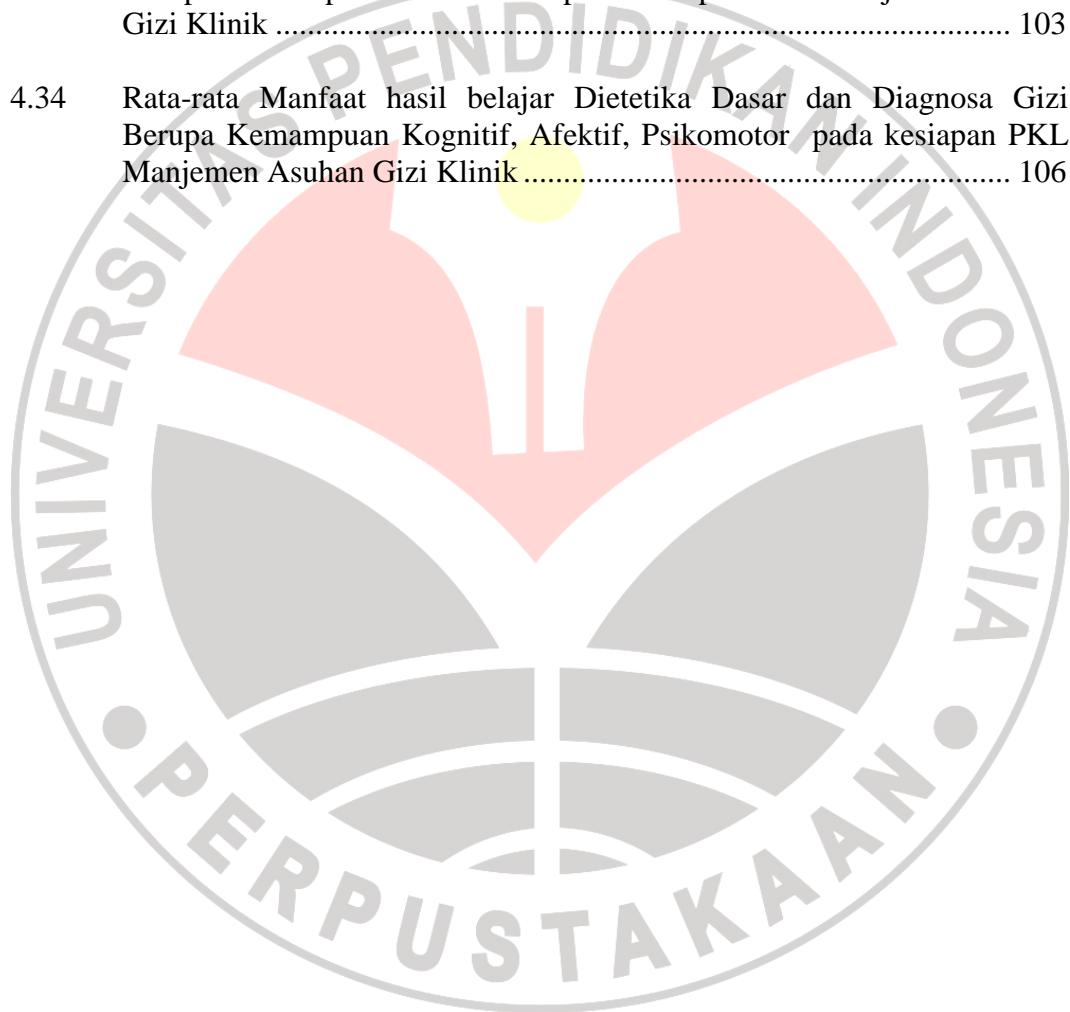 Gizi Klinik ............................................................................................ 103
4.34 Rata-rata Manfaat hasil belajar Dietetika Dasar dan Diagnosa Gizi
Berupa Kemampuan Kognitif, Afektif, Psikomotor pada kesiapan PKL
Manjemen Asuhan Gizi Klinik ............................................................. 106
UNIVERSITAS PENDIDIKAN INDONESIA
PERPUSTAKAAN